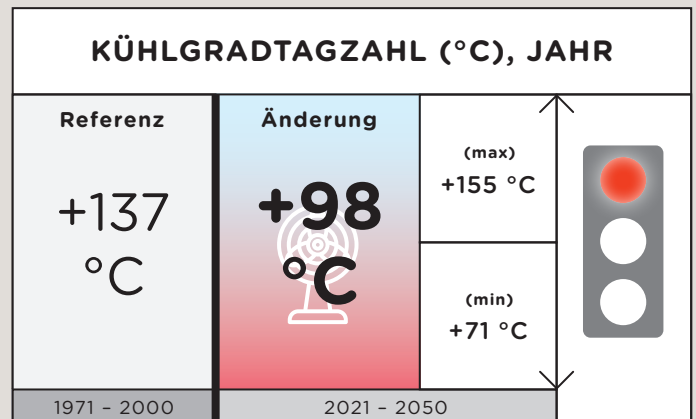 KÜHLGRADTAGZAHL (°C), JAHR
Referenz
+137
°C
Änderung
+98
°C
(max)
+155 °C
(min)
+71 °C
1971 – 2000
2021 – 2050